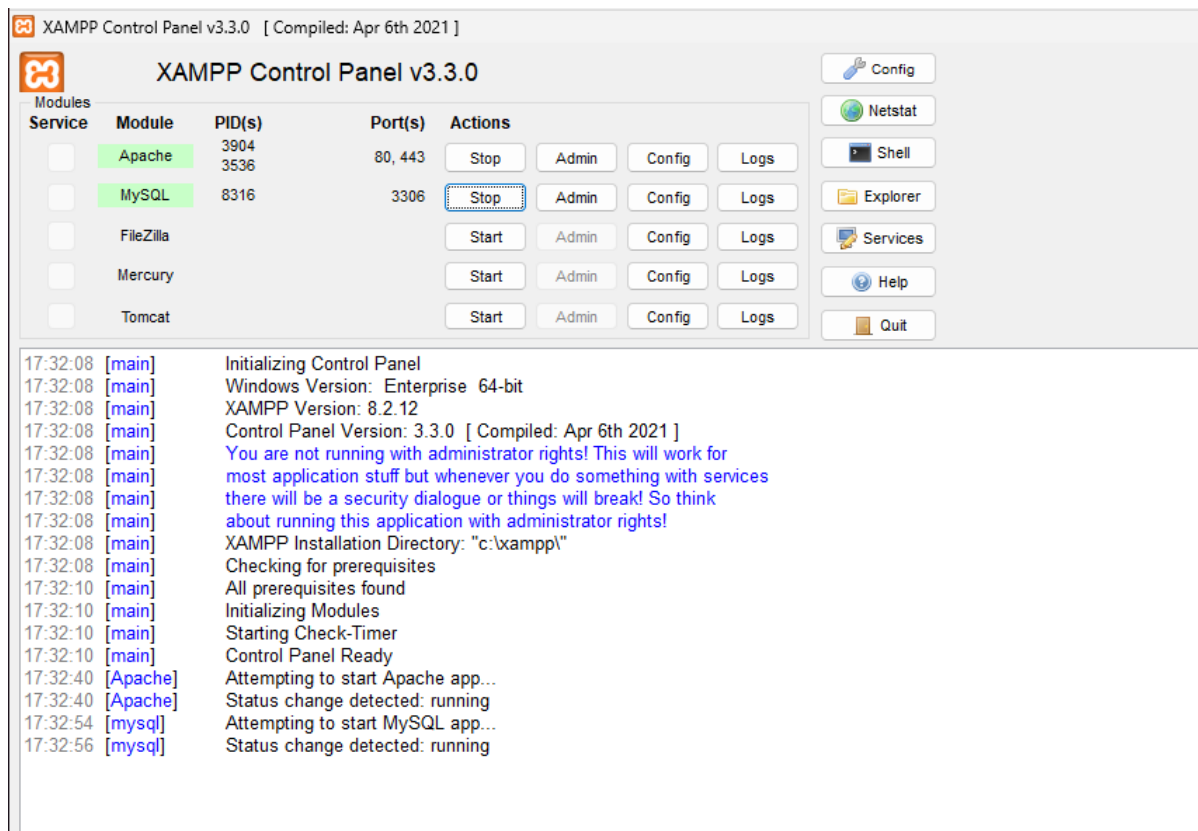 XAMPP Control Panel v3.3.0 [ Compiled: Apr 6th 2021 ]
XAMPP Control Panel v3.3.0
Config
Modules
Service Module PID(s) Port(s) Actions
Netstat
Apache 3904 3536 80, 443 Stop Admin Config Logs
Shell
MySQL 8316 3306 Stop Admin Config Logs
Explorer
FileZilla Start Admin Config Logs
Services
Mercury Start Admin Config Logs
Help
Tomcat Start Admin Config Logs
Quit
17:32:08 [main] Initializing Control Panel
17:32:08 [main] Windows Version: Enterprise 64-bit
17:32:08 [main] XAMPP Version: 8.2.12
17:32:08 [main] Control Panel Version: 3.3.0 [ Compiled: Apr 6th 2021 ]
17:32:08 [main] You are not running with administrator rights! This will work for
17:32:08 [main] most application stuff but whenever you do something with services
17:32:08 [main] there will be a security dialogue or things will break! So think
17:32:08 [main] about running this application with administrator rights!
17:32:08 [main] XAMPP Installation Directory: "c:\xampp\"
17:32:08 [main] Checking for prerequisites
17:32:10 [main] All prerequisites found
17:32:10 [main] Initializing Modules
17:32:10 [main] Starting Check-Timer
17:32:10 [main] Control Panel Ready
17:32:40 [Apache] Attempting to start Apache app...
17:32:40 [Apache] Status change detected: running
17:32:54 [mysql] Attempting to start MySQL app...
17:32:56 [mysql] Status change detected: running